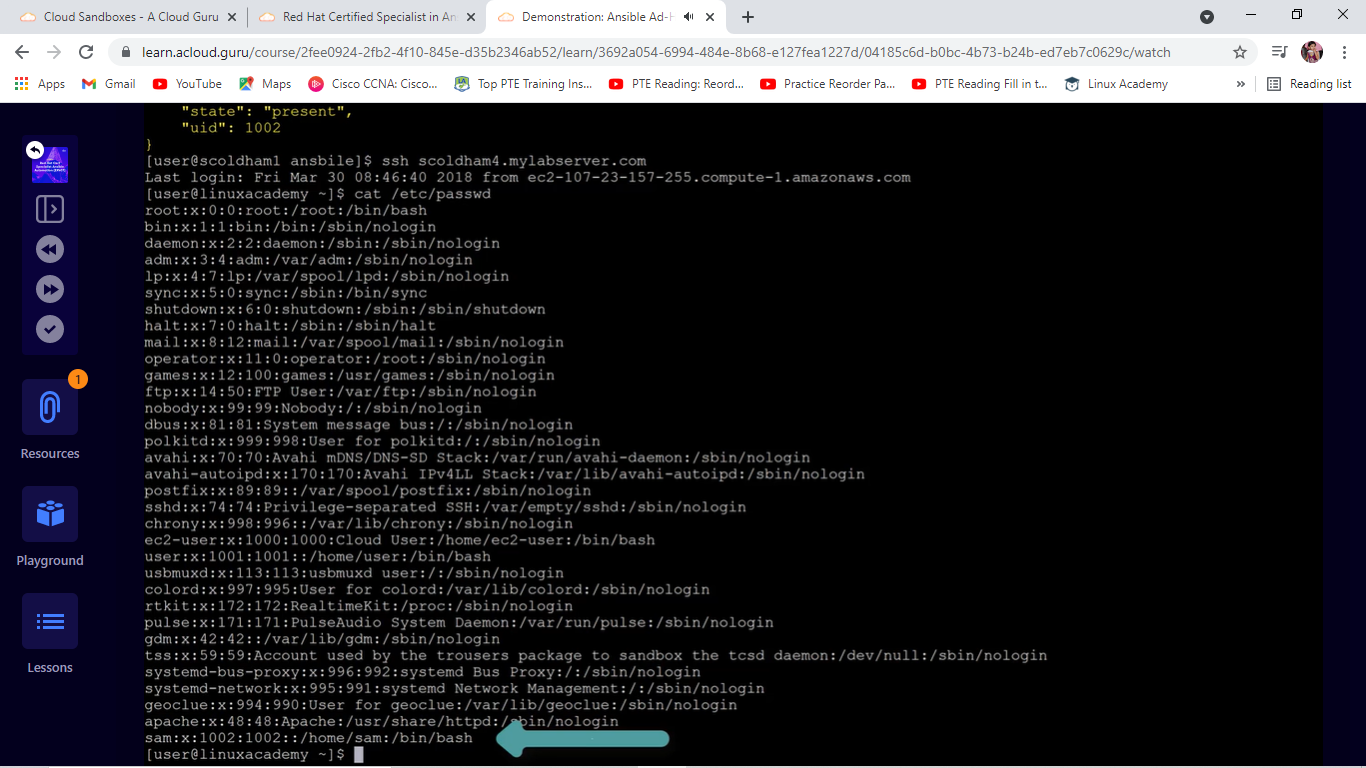 Cloud Sandboxes - A Cloud Guru
Red Hat Certified Specialist in An
Demonstration: Ansible Ad-H
learn.acloud.guru/course/2fee0924-2fb2-4f10-845e-d35b2346ab52/learn/3692a054-6994-484e-8b68-e127fea1227d/04185c6d-b0bc-4b73-b24b-ed7eb7c0629c/watch
Apps Gmail YouTube Maps Cisco CCNA: Cisco... Top PTE Training Ins... PTE Reading: Reord... Practice Reorder Pa... PTE Reading Fill in t... Linux Academy » Reading list
1
Resources
Playground
Lessons
"state": "present",
"uid": 1002
}
[user@scoldham1 ansbile]$ ssh scoldham4.mylabserver.com
Last login: Fri Mar 30 08:46:40 2018 from ec2-107-23-157-255.compute-1.amazonaws.com
[user@linuxacademy ~]$ cat /etc/passwd
root:x:0:0:root:/root:/bin/bash
bin:x:1:1:bin:/bin:/sbin/nologin
daemon:x:2:2:daemon:/sbin:/sbin/nologin
adm:x:3:4:adm:/var/adm:/sbin/nologin
lp:x:4:7:lp:/var/spool/lpd:/sbin/nologin
sync:x:5:0:sync:/sbin:/bin/sync
shutdown:x:6:0:shutdown:/sbin:/sbin/shutdown
halt:x:7:0:halt:/sbin:/sbin/halt
mail:x:8:12:mail:/var/spool/mail:/sbin/nologin
operator:x:11:0:operator:/root:/sbin/nologin
games:x:12:100:games:/usr/games:/sbin/nologin
ftp:x:14:50:FTP User:/var/ftp:/sbin/nologin
nobody:x:99:99:Nobody:/:/sbin/nologin
dbus:x:81:81:System message bus:/:/sbin/nologin
polkitd:x:999:998:User for polkitd:/:/sbin/nologin
avahi:x:70:70:Avahi mDNS/DNS-SD Stack:/var/run/avahi-daemon:/sbin/nologin
avahi-autoipd:x:170:170:Avahi IPv4LL Stack:/var/lib/avahi-autoipd:/sbin/nologin
postfix:x:89:89::/var/spool/postfix:/sbin/nologin
sshd:x:74:74:Privilege-separated SSH:/var/empty/sshd:/sbin/nologin
chrony:x:998:996::/var/lib/chrony:/sbin/nologin
ec2-user:x:1000:1000:Cloud User:/home/ec2-user:/bin/bash
user:x:1001:1001::/home/user:/bin/bash
usbmuxd:x:113:113:usbmuxd user:/:/sbin/nologin
colord:x:997:995:User for colord:/var/lib/colord:/sbin/nologin
rtkit:x:172:172:RealtimeKit:/proc:/sbin/nologin
pulse:x:171:171:PulseAudio System Daemon:/var/run/pulse:/sbin/nologin
gdm:x:42:42::/var/lib/gdm:/sbin/nologin
tss:x:59:59:Account used by the trousers package to sandbox the tcsd daemon:/dev/null:/sbin/nologin
systemd-bus-proxy:x:996:992:systemd Bus Proxy:/:/sbin/nologin
systemd-network:x:995:991:systemd Network Management:/:/sbin/nologin
geoclue:x:994:990:User for geoclue:/var/lib/geoclue:/sbin/nologin
apache:x:48:48:Apache:/usr/share/httpd:/sbin/nologin
sam:x:1002:1002::/home/sam:/bin/bash
[user@linuxacademy ~]$